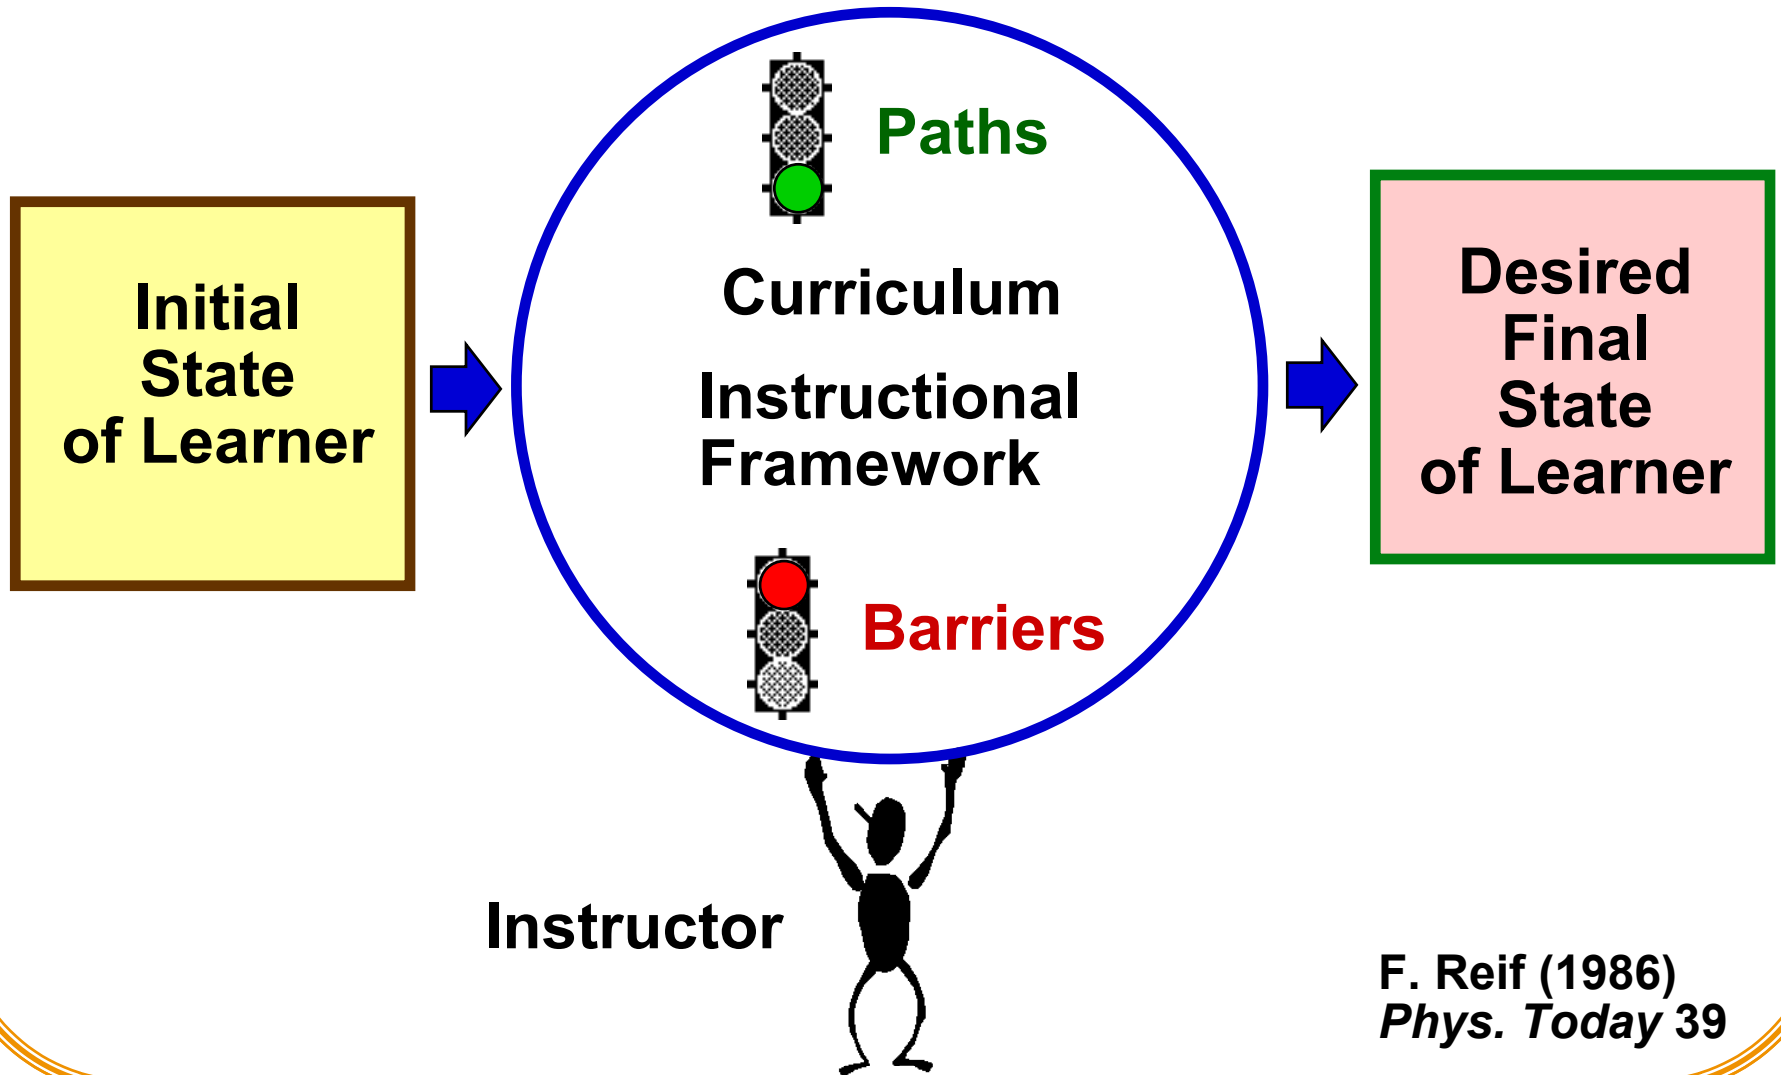 Initial
State
of Learner
Paths
Curriculum
Instructional
Framework
Barriers
Desired
Final
State
of Learner
Instructor
F. Reif (1986)
Phys. Today 39